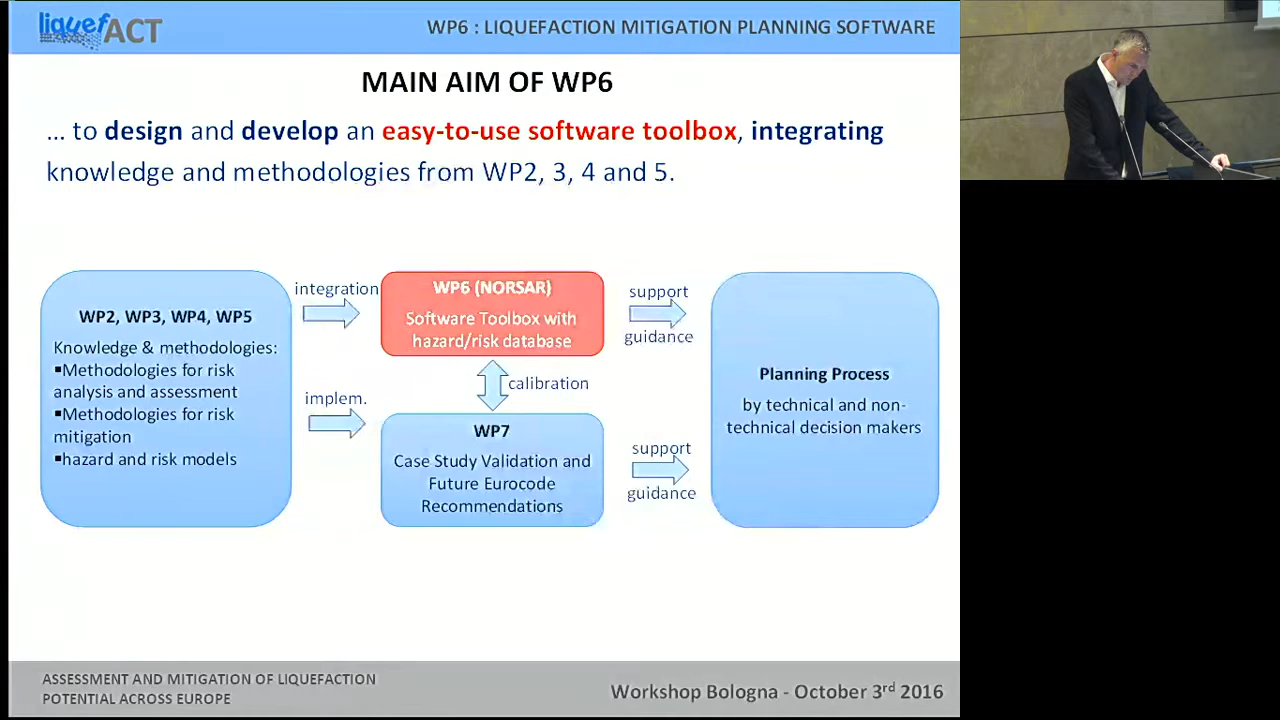 liquefACT
WP6 : LIQUEFACTION MITIGATION PLANNING SOFTWARE
MAIN AIM OF WP6
... to design and develop an easy-to-use software toolbox, integrating
knowledge and methodologies from WP2, 3, 4 and 5.
WP2, WP3, WP4, WP5
Knowledge & methodologies:
▪Methodologies for risk
analysis and assessment
▪Methodologies for risk
mitigation
▪hazard and risk models
integration
implem.
WP6 (NORSAR)
Software Toolbox with
hazard/risk database
calibration
WP7
Case Study Validation and
Future Eurocode
Recommendations
support
guidance
support
guidance
Planning Process
by technical and non-
technical decision makers
ASSESSMENT AND MITIGATION OF LIQUEFACTION
POTENTIAL ACROSS EUROPE
Workshop Bologna - October 3rd 2016